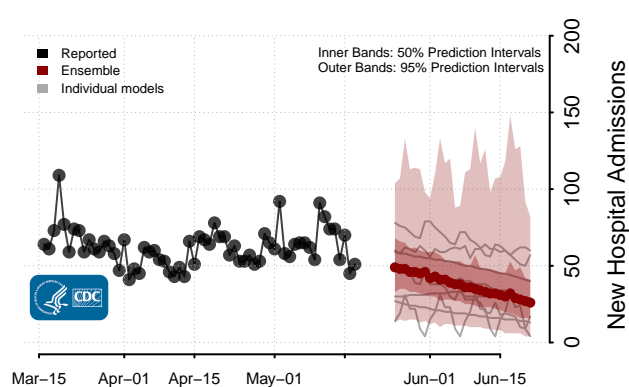 Reported
Ensemble
Individual models
Inner Bands: 50% Prediction Intervals
Outer Bands: 95% Prediction Intervals
CDC
200
150
100
50
0
New Hospital Admissions
Mar–15
Apr–01
Apr–15
May–01
Jun–01
Jun–15